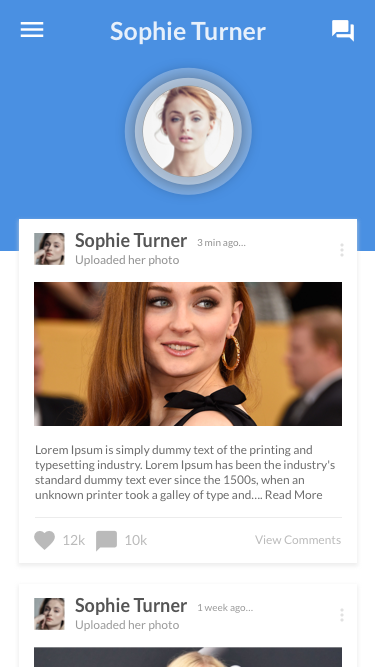 Sophie Turner
Sophie Turner 3 min ago...
Uploaded her photo
Lorem Ipsum is simply dummy text of the printing and
typesetting industry. Lorem Ipsum has been the industry's
standard dummy text ever since the 1500s, when an
unknown printer took a galley of type and.... Read More
12k 10k View Comments
Sophie Turner 1 week ago...
Uploaded her photo